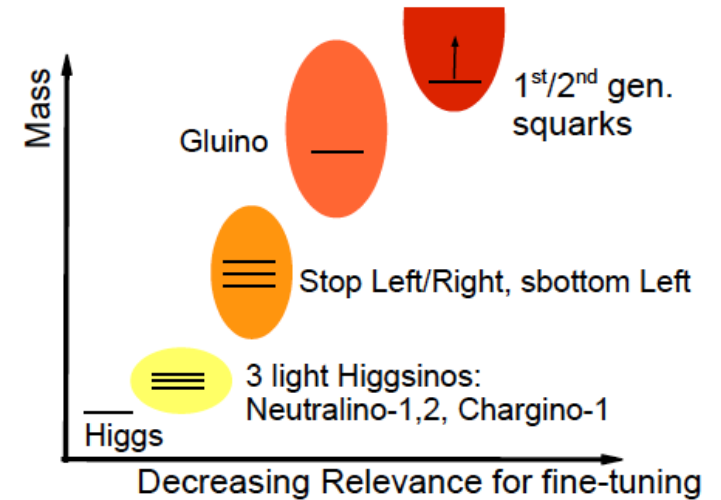 Mass
1st/2nd gen.
squarks
Gluino
Stop Left/Right, sbottom Left
3 light Higgsinos:
Neutralino-1,2, Chargino-1
Higgs
Decreasing Relevance for fine-tuning